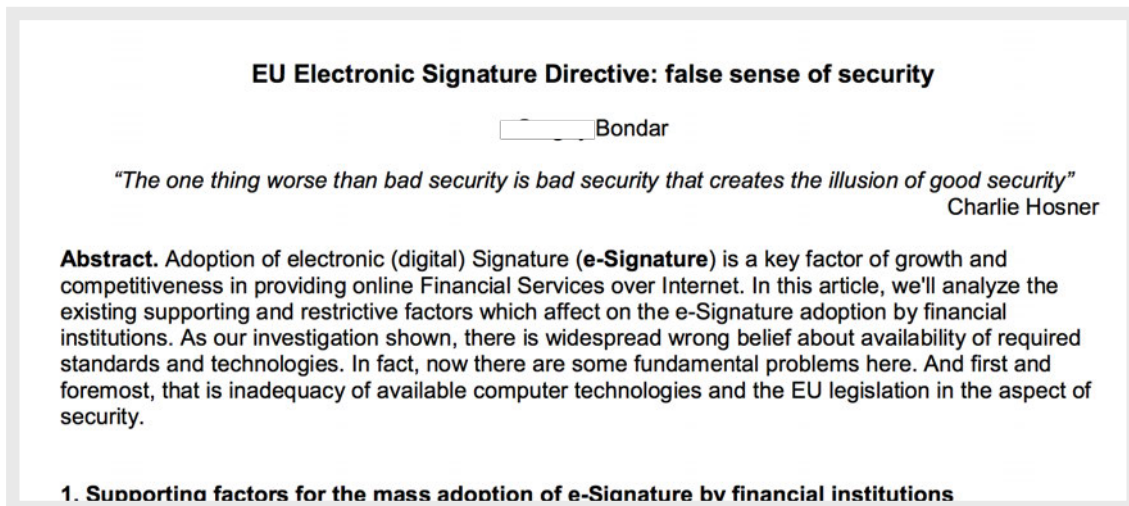 EU Electronic Signature Directive: false sense of security
Bondar
“The one thing worse than bad security is bad security that creates the illusion of good security”
Charlie Hosner
Abstract. Adoption of electronic (digital) Signature (e-Signature) is a key factor of growth and
competitiveness in providing online Financial Services over Internet. In this article, we'll analyze the
existing supporting and restrictive factors which affect on the e-Signature adoption by financial
institutions. As our investigation shown, there is widespread wrong belief about availability of required
standards and technologies. In fact, now there are some fundamental problems here. And first and
foremost, that is inadequacy of available computer technologies and the EU legislation in the aspect of
security.
1. Supporting factors for the mass adoption of e-Signature by financial institutions